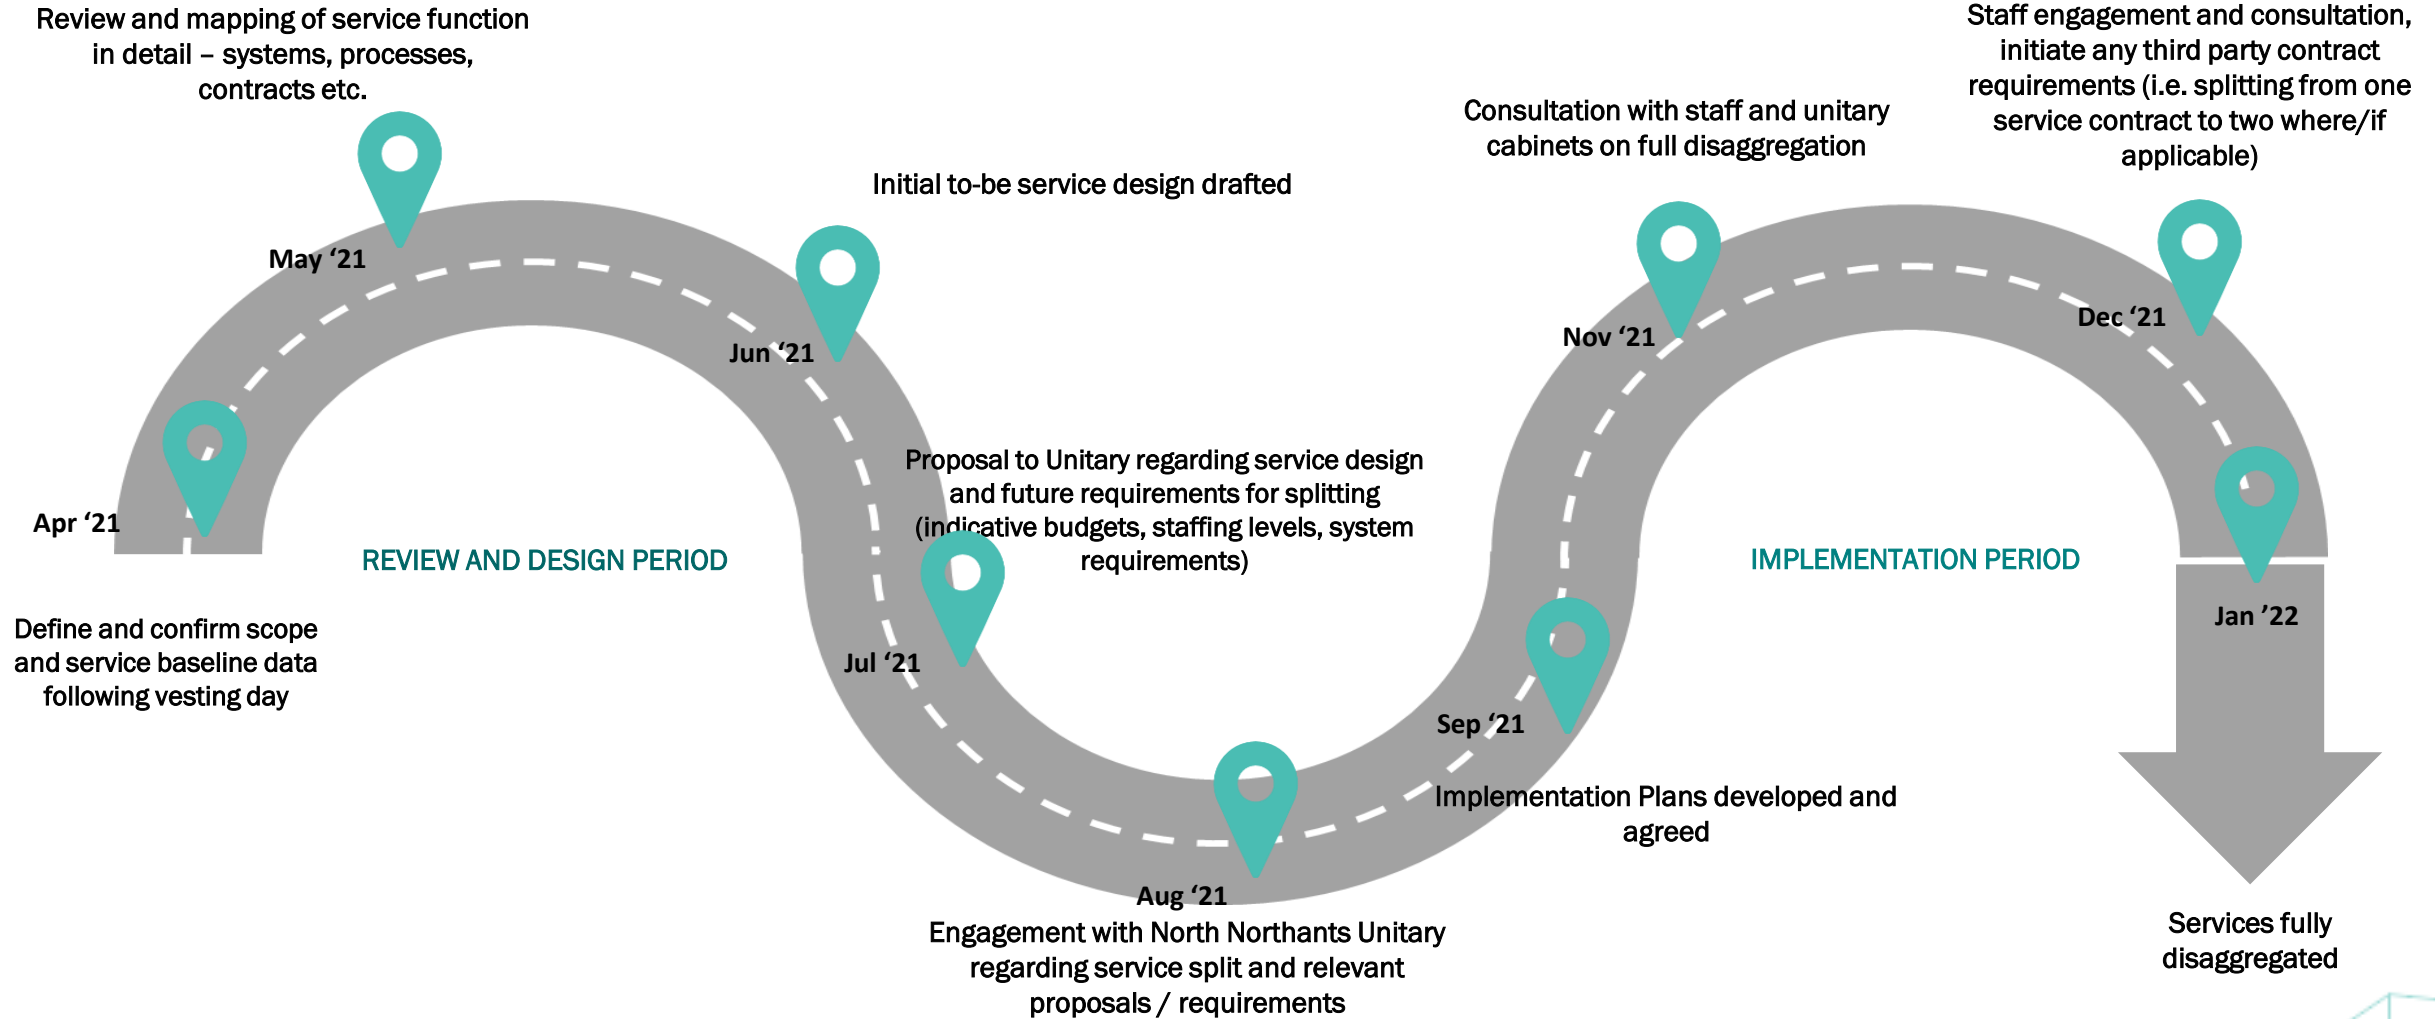 Review and mapping of service function
in detail – systems, processes,
contracts etc.
May ‘21
Initial to-be service design drafted
Jun ‘21
Consultation with staff and unitary
cabinets on full disaggregation
Nov ‘21
Staff engagement and consultation,
initiate any third party contract
requirements (i.e. splitting from one
service contract to two where/if
applicable)
Dec ‘21
Apr ‘21
Define and confirm scope
and service baseline data
following vesting day
REVIEW AND DESIGN PERIOD
Proposal to Unitary regarding service design
and future requirements for splitting
(indicative budgets, staffing levels, system
requirements)
Jul ‘21
IMPLEMENTATION PERIOD
Jan ’22
Sep ‘21
Implementation Plans developed and
agreed
Aug ‘21
Engagement with North Northants Unitary
regarding service split and relevant
proposals / requirements
Services fully
disaggregated